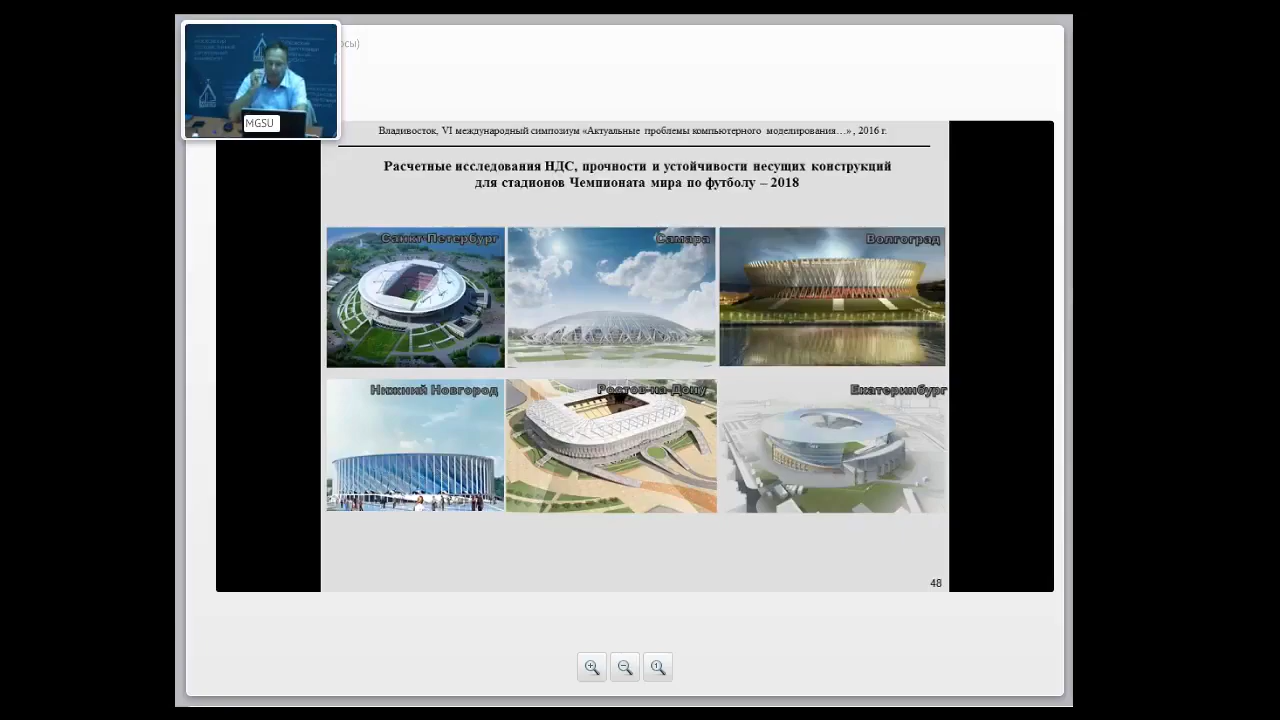 осы)
MGSU
Владивосток, VI международный симпозиум «Актуальные проблемы компьютерного моделирования…» , 2016 г.
Расчетные исследования НДС, прочности и устойчивости несущих конструкций
для стадионов Чемпионата мира по футболу – 2018
Санкт-Петербург
Самара
Волгоград
Нижний Новгород
Ростов-на-Дону
Екатеринбург
48